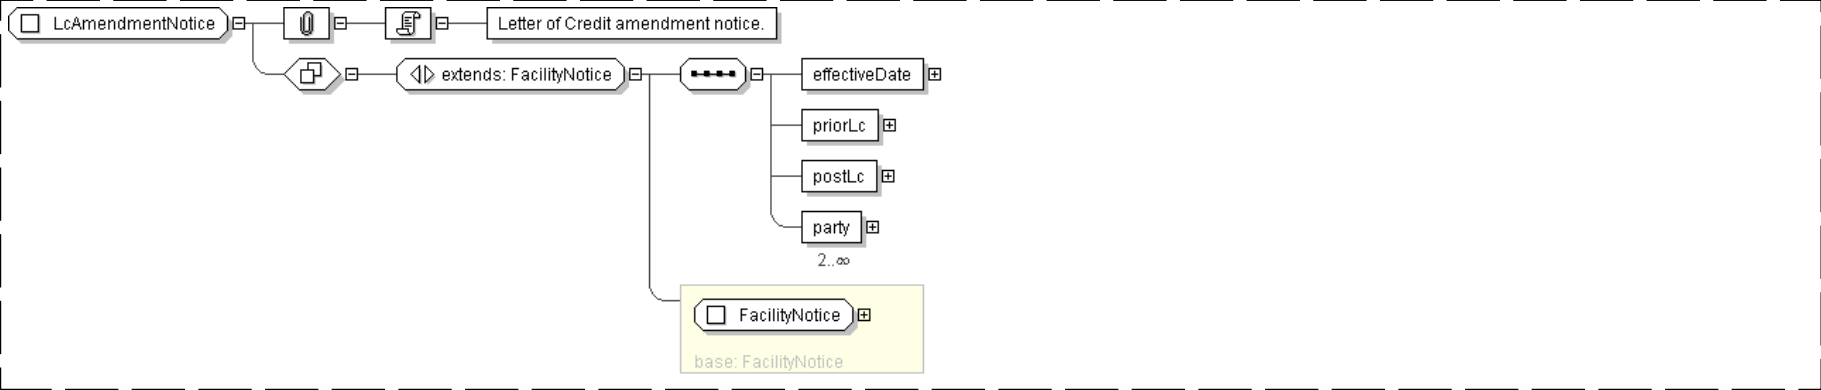 LcAmendmentNotice
Letter of Credit amendment notice.
extends: FacilityNotice
effectiveDate
priorLc
postLc
party
2..∞
FacilityNotice
base: FacilityNotice